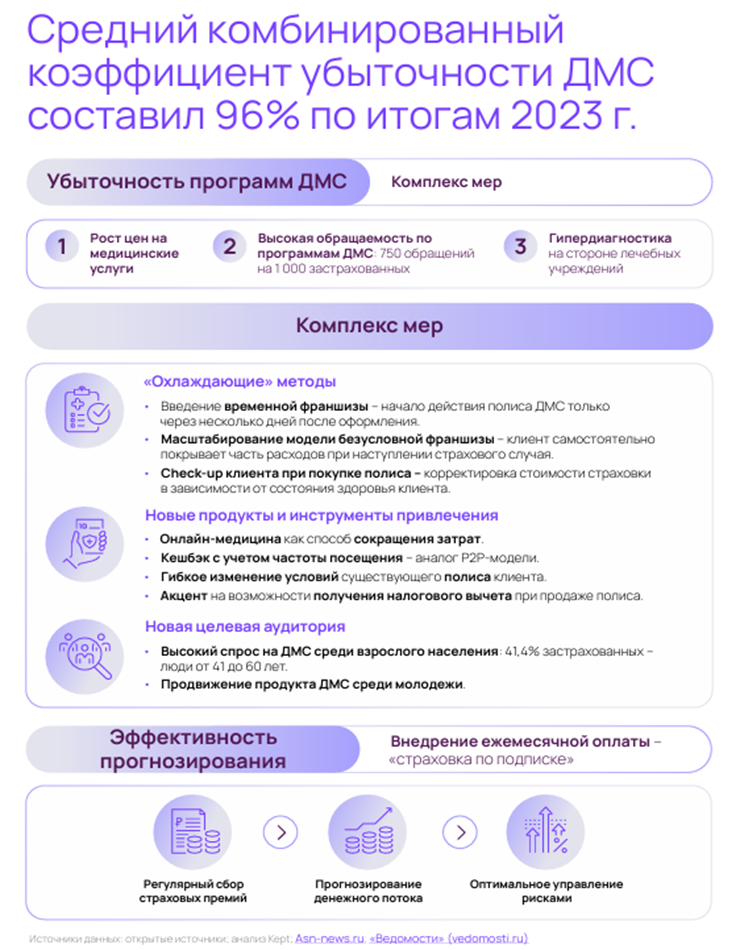 Средний комбинированный
коэффициент убыточности ДМС
составил 96% по итогам 2023 г.
Убыточность программ ДМС
Комплекс мер
1
Рост цен на
медицинские
услуги
2
Высокая обращаемость по
программам ДМС: 750 обращений
на 1 000 застрахованных
3
Гипердиагностика
на стороне лечебных
учреждений
Комплекс мер
«Охлаждающие» методы
• Введение временной франшизы – начало действия полиса ДМС только
через несколько дней после оформления.
• Масштабирование модели безусловной франшизы – клиент самостоятельно
покрывает часть расходов при наступлении страхового случая.
• Check-up клиента при покупке полиса – корректировка стоимости страховки
в зависимости от состояния здоровья клиента.
Новые продукты и инструменты привлечения
• Онлайн-медицина как способ сокращения затрат.
• Кешбэк с учетом частоты посещения – аналог P2P-модели.
• Гибкое изменение условий существующего полиса клиента.
• Акцент на возможности получения налогового вычета при продаже полиса.
Новая целевая аудитория
• Высокий спрос на ДМС среди взрослого населения: 41,4% застрахованных –
люди от 41 до 60 лет.
• Продвижение продукта ДМС среди молодежи.
Эффективность
прогнозирования
Внедрение ежемесячной оплаты –
«страховка по подписке»
Регулярный сбор
страховых премий
Прогнозирование
денежного потока
Оптимальное управление
рисками
Источники данных: открытые источники; анализ Kept; Asn-news.ru, «Ведомости» (vedomosti.ru)